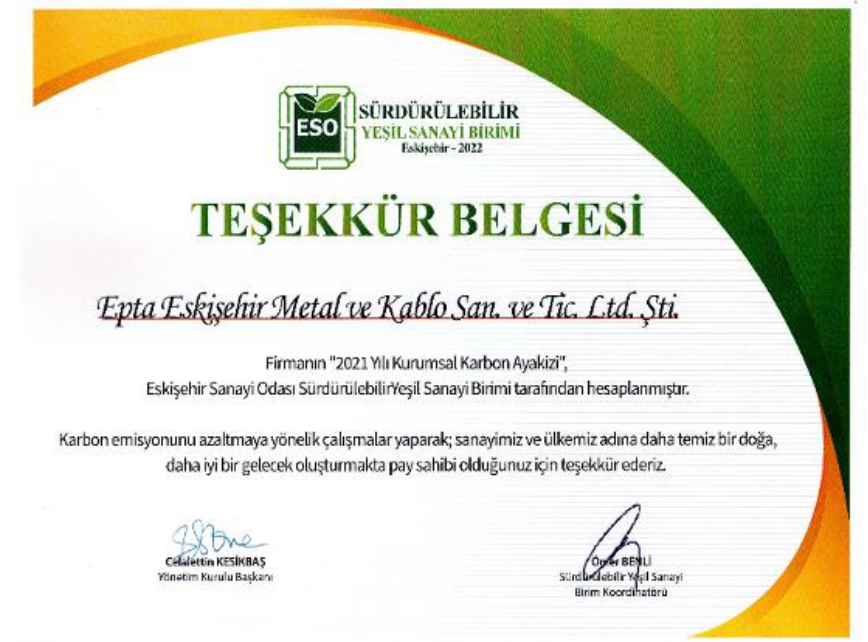 ESO
SÜRDÜRÜLEBİLİR
YEŞİL SANAYİ BİRİMİ
Eskişehir - 2022
TEŞEKKÜR BELGESİ
Epta Eskişehir Metal ve Kablo San. ve Tic. Ltd. Şti.
Firmanın "2021 Yılı Kurumsal Karbon Ayakizi",
Eskişehir Sanayi Odası SürdürülebilirYeşil Sanayi Birimi tarafından hesaplanmıştır.
Karbon emisyonunu azaltmaya yönelik çalışmalar yaparak; sanayimiz ve ülkemiz adına daha temiz bir doğa,
daha iyi bir gelecek oluşturmakta pay sahibi olduğunuz için teşekkür ederiz.
Celalettin KESİKBAŞ
Yönetim Kurulu Başkanı
Ömer BENLİ
Sürdürülebilir Yeşil Sanayi
Birim Koordinatörü